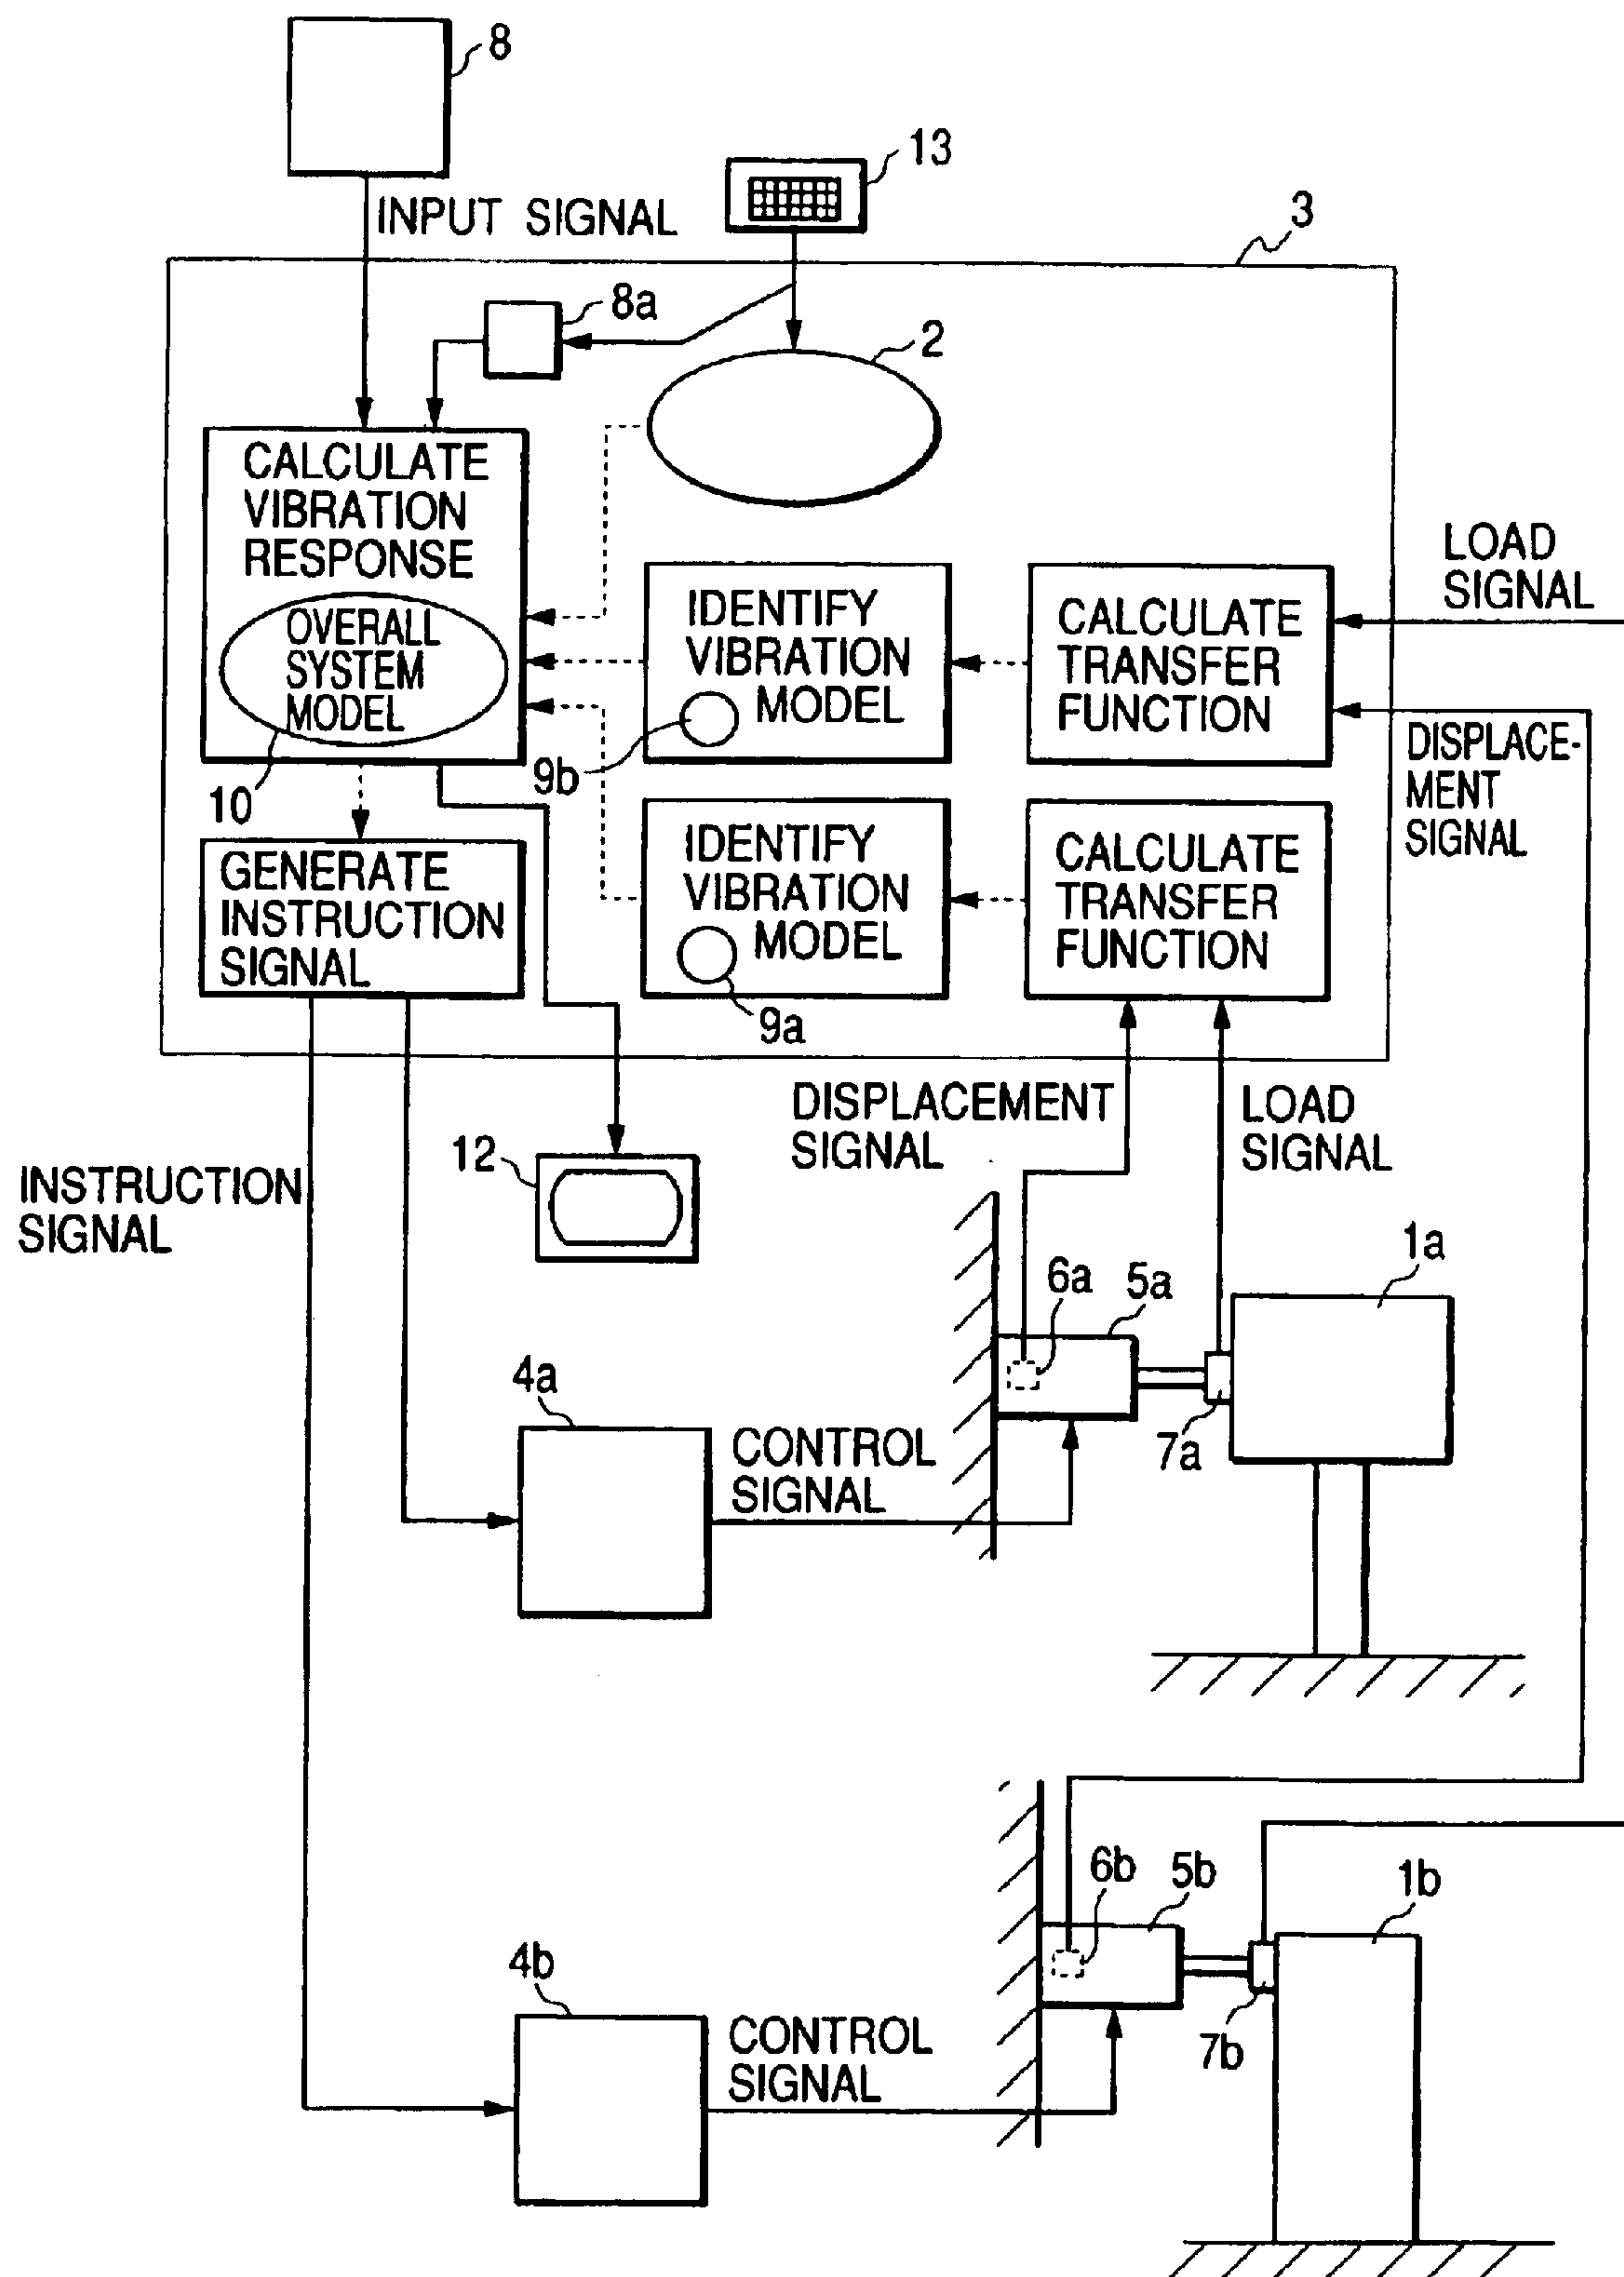 8
13
INPUT SIGNAL
3
8a
2
CALCULATE
VIBRATION
RESPONSE
OVERALL
SYSTEM
MODEL
10
IDENTIFY
VIBRATION
MODEL
9b
CALCULATE
TRANSFER
FUNCTION
LOAD
SIGNAL
DISPLACE-
MENT
SIGNAL
GENERATE
INSTRUCTION
SIGNAL
IDENTIFY
VIBRATION
MODEL
9a
CALCULATE
TRANSFER
FUNCTION
DISPLACEMENT
SIGNAL
LOAD
SIGNAL
INSTRUCTION
SIGNAL
12
6a
5a
1a
7a
4a
CONTROL
SIGNAL
6b
5b
1b
7b
4b
CONTROL
SIGNAL